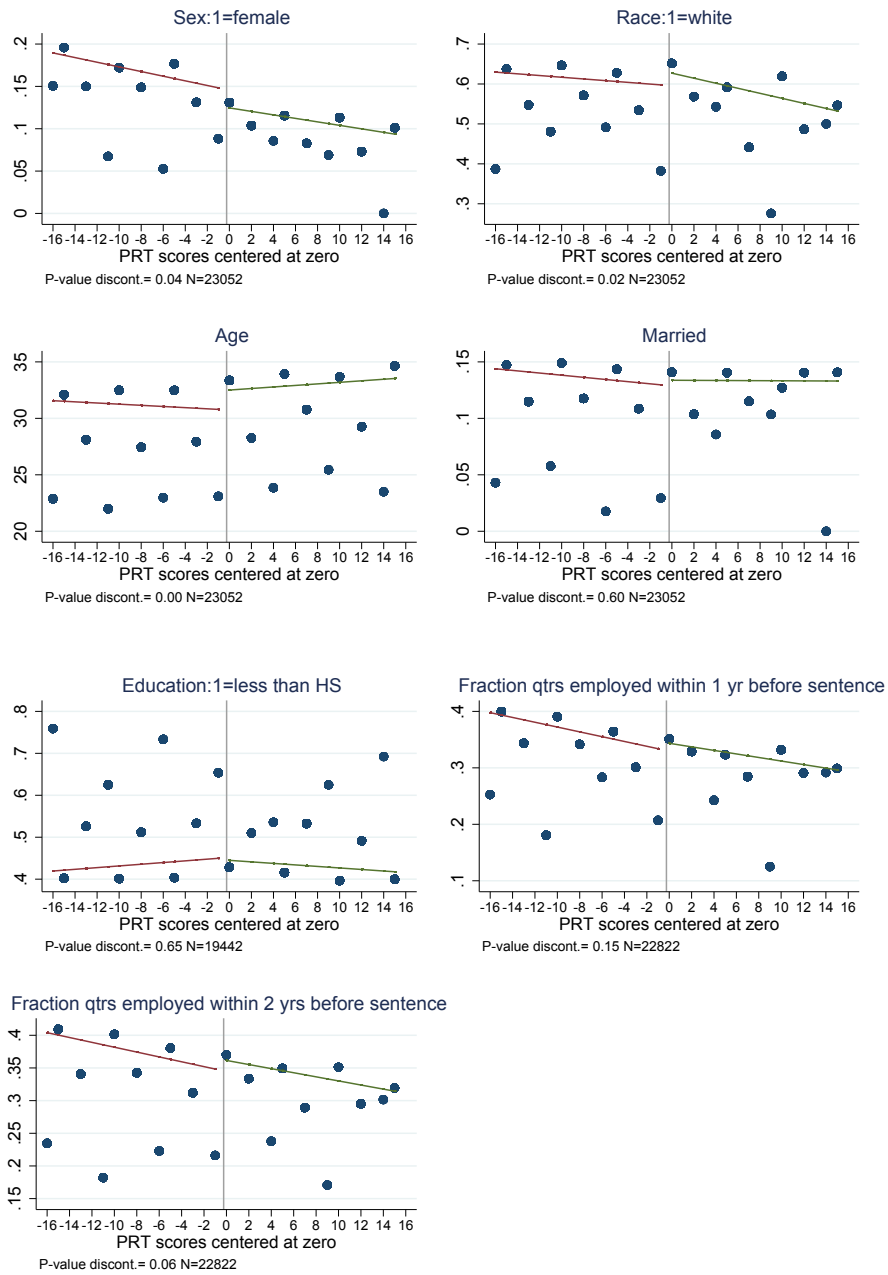 Sex:1=female
.2
.15
.1
.05
0
-16 -14 -12 -10 -8 -6 -4 -2 0 2 4 6 8 10 12 14 16
PRT scores centered at zero
P-value discont.= 0.04 N=23052
Race:1=white
.7
.6
.5
.4
.3
-16 -14 -12 -10 -8 -6 -4 -2 0 2 4 6 8 10 12 14 16
PRT scores centered at zero
P-value discont.= 0.02 N=23052
Age
35
30
25
20
-16 -14 -12 -10 -8 -6 -4 -2 0 2 4 6 8 10 12 14 16
PRT scores centered at zero
P-value discont.= 0.00 N=23052
Married
.15
.1
.05
0
-16 -14 -12 -10 -8 -6 -4 -2 0 2 4 6 8 10 12 14 16
PRT scores centered at zero
P-value discont.= 0.60 N=23052
Education:1=less than HS
.8
.7
.6
.5
.4
-16 -14 -12 -10 -8 -6 -4 -2 0 2 4 6 8 10 12 14 16
PRT scores centered at zero
P-value discont.= 0.65 N=19442
Fraction qtrs employed within 1 yr before sentence
.4
.3
.2
.1
-16 -14 -12 -10 -8 -6 -4 -2 0 2 4 6 8 10 12 14 16
PRT scores centered at zero
P-value discont.= 0.15 N=22822
Fraction qtrs employed within 2 yrs before sentence
.4
.35
.3
.25
.2
.15
-16 -14 -12 -10 -8 -6 -4 -2 0 2 4 6 8 10 12 14 16
PRT scores centered at zero
P-value discont.= 0.06 N=22822